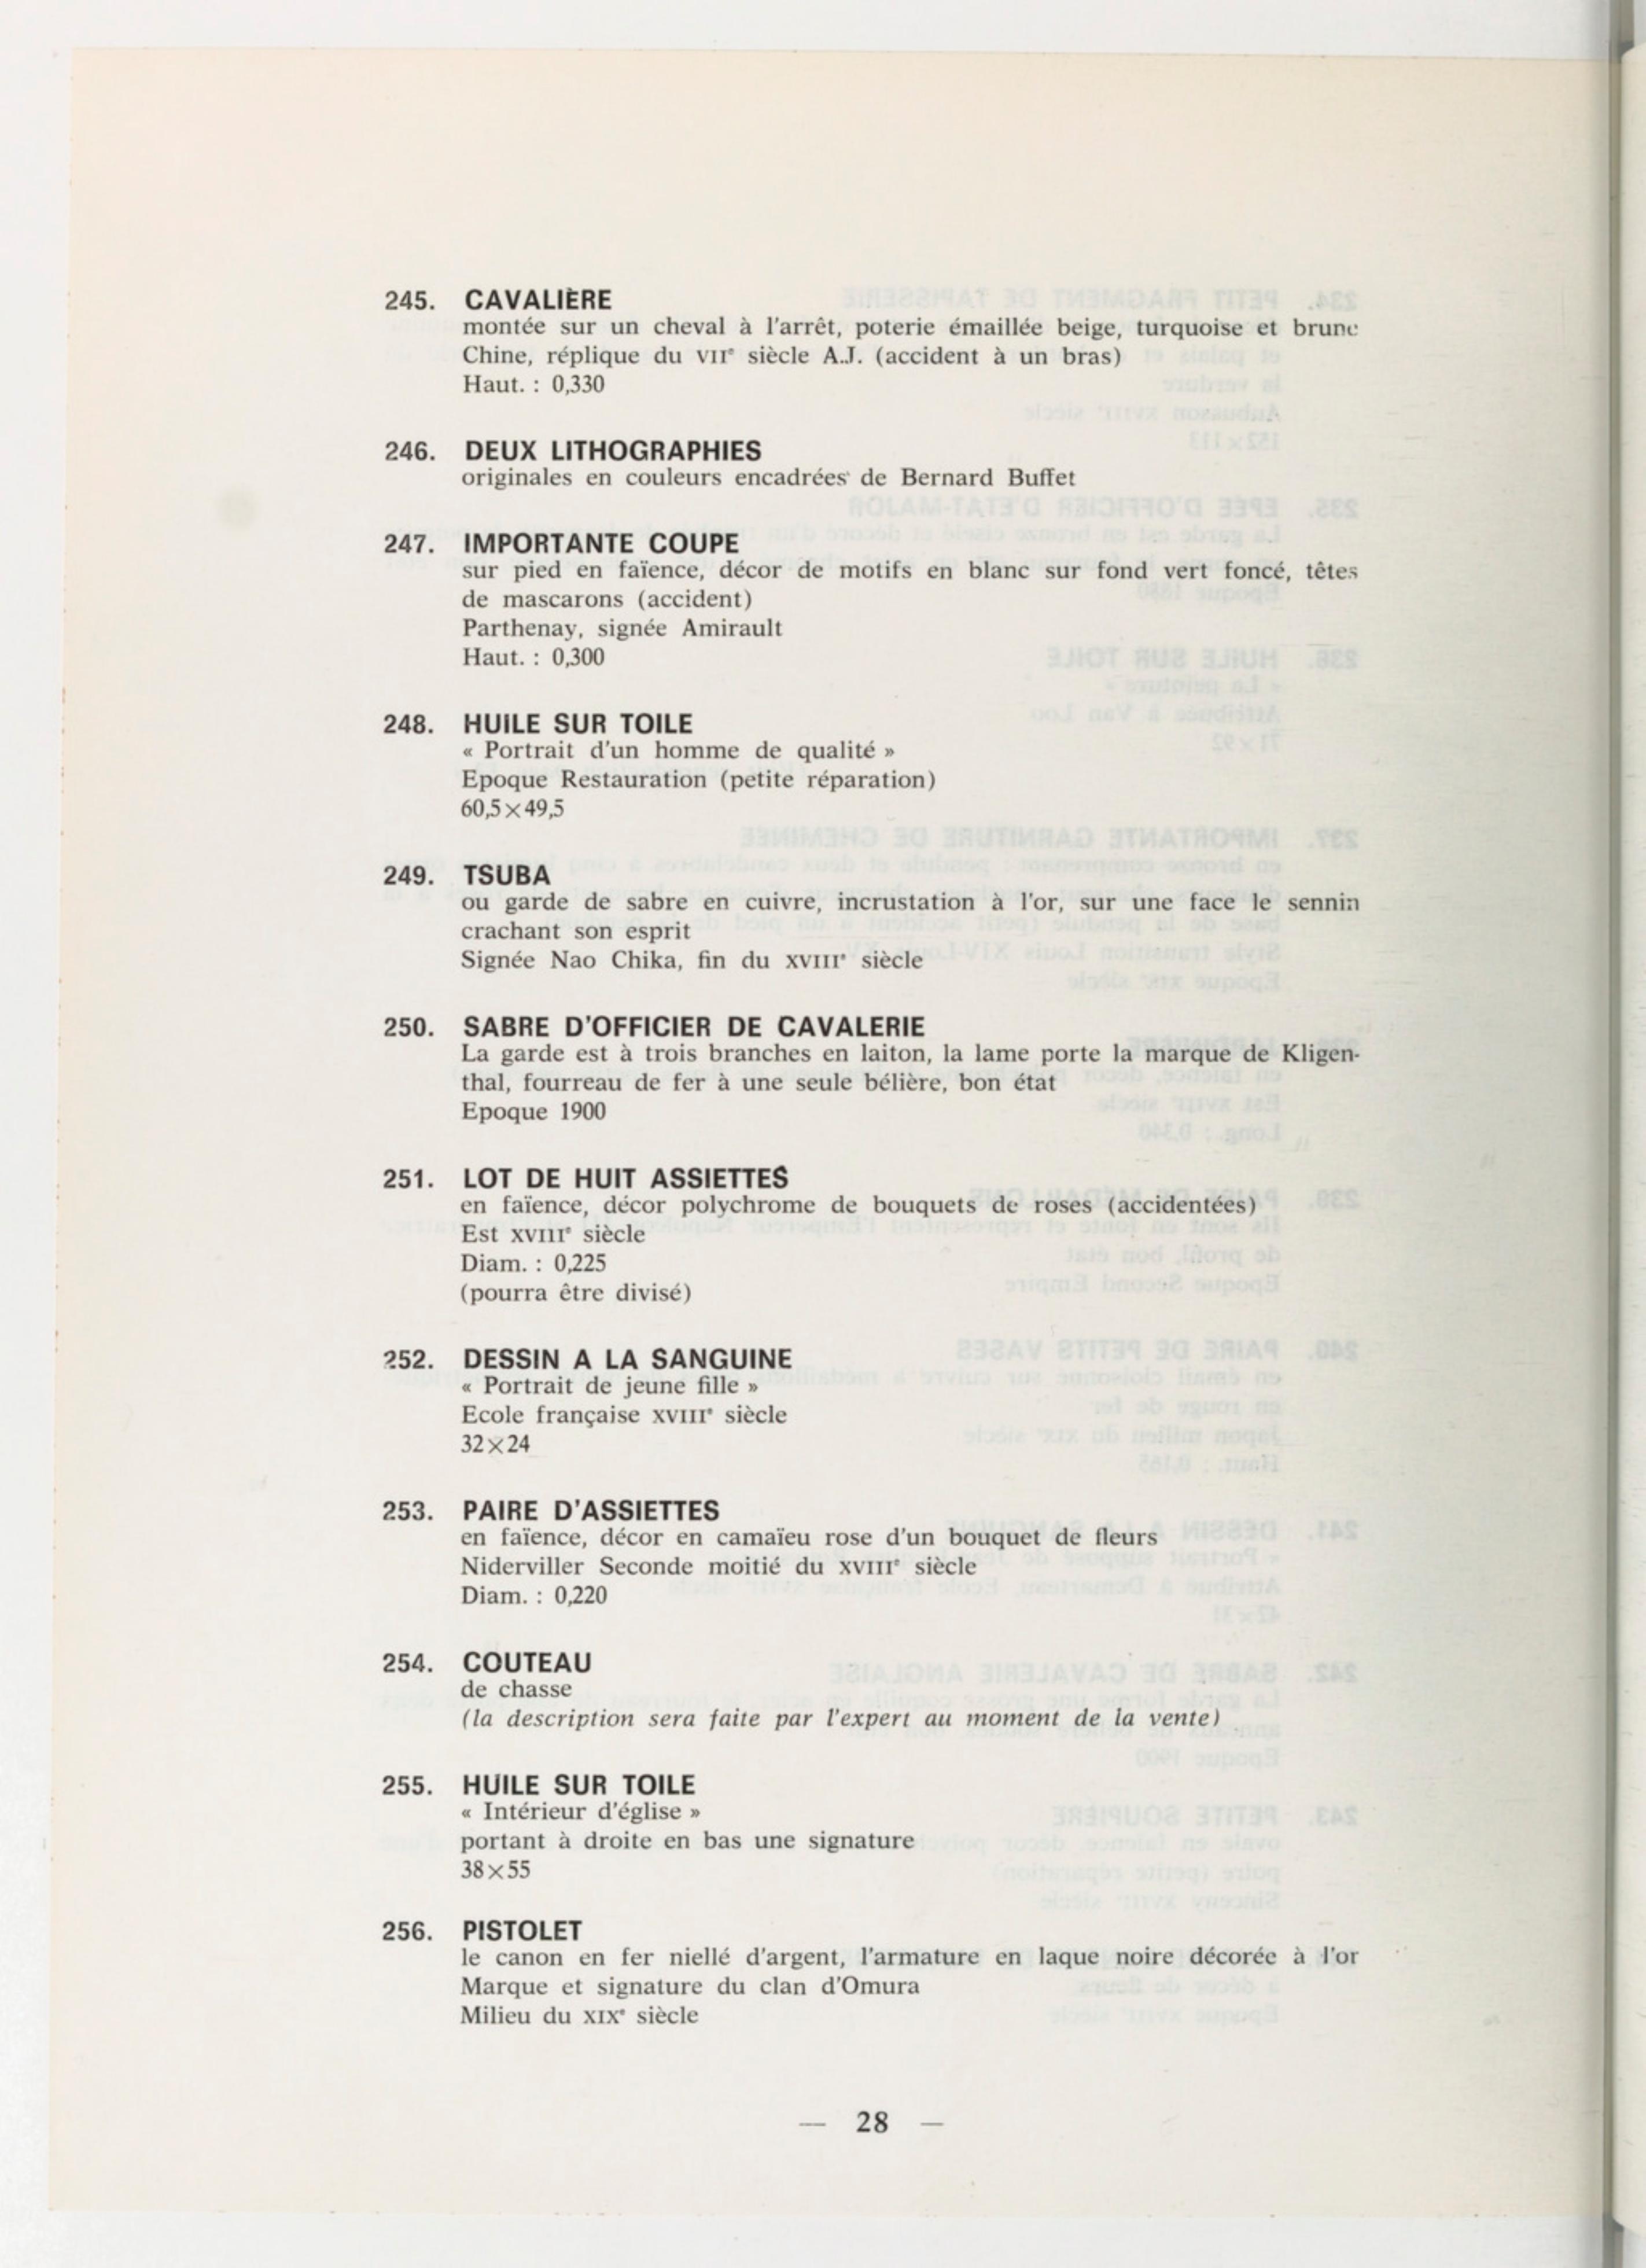 245. CAVALIÈRE
montée sur un cheval à l'arrêt, poterie émaillée beige, turquoise et brune
Chine, réplique du VIIe siècle A.J. (accident à un bras)
Haut. : 0,330
246. DEUX LITHOGRAPHIES
originales en couleurs encadrées de Bernard Buffet
247. IMPORTANTE COUPE
sur pied en faïence, décor de motifs en blanc sur fond vert foncé, têtes
de mascarons (accident)
Parthenay, signée Amirault
Haut. : 0,300
248. HUILE SUR TOILE
« Portrait d'un homme de qualité »
Epoque Restauration (petite réparation)
60,5×49,5
249. TSUBA
ou garde de sabre en cuivre, incrustation à l'or, sur une face le sennin
crachant son esprit
Signée Nao Chika, fin du XVIIIe siècle
250. SABRE D'OFFICIER DE CAVALERIE
La garde est à trois branches en laiton, la lame porte la marque de Kligen-
thal, fourreau de fer à une seule bélière, bon état
Epoque 1900
251. LOT DE HUIT ASSIETTES
en faïence, décor polychrome de bouquets de roses (accidentées)
Est XVIIIe siècle
Diam. : 0,225
(pourra être divisé)
252. DESSIN A LA SANGUINE
« Portrait de jeune fille »
Ecole française XVIIIe siècle
32×24
253. PAIRE D'ASSIETTES
en faïence, décor en camaïeu rose d'un bouquet de fleurs
Niderviller Seconde moitié du XVIIIe siècle
Diam. : 0,220
254. COUTEAU
de chasse
(la description sera faite par l'expert au moment de la vente)
255. HUILE SUR TOILE
« Intérieur d'église »
portant à droite en bas une signature
38×55
256. PISTOLET
le canon en fer niellé d'argent, l'armature en laque noire décorée à l'or
Marque et signature du clan d'Omura
Milieu du XIXe siècle
— 28 —